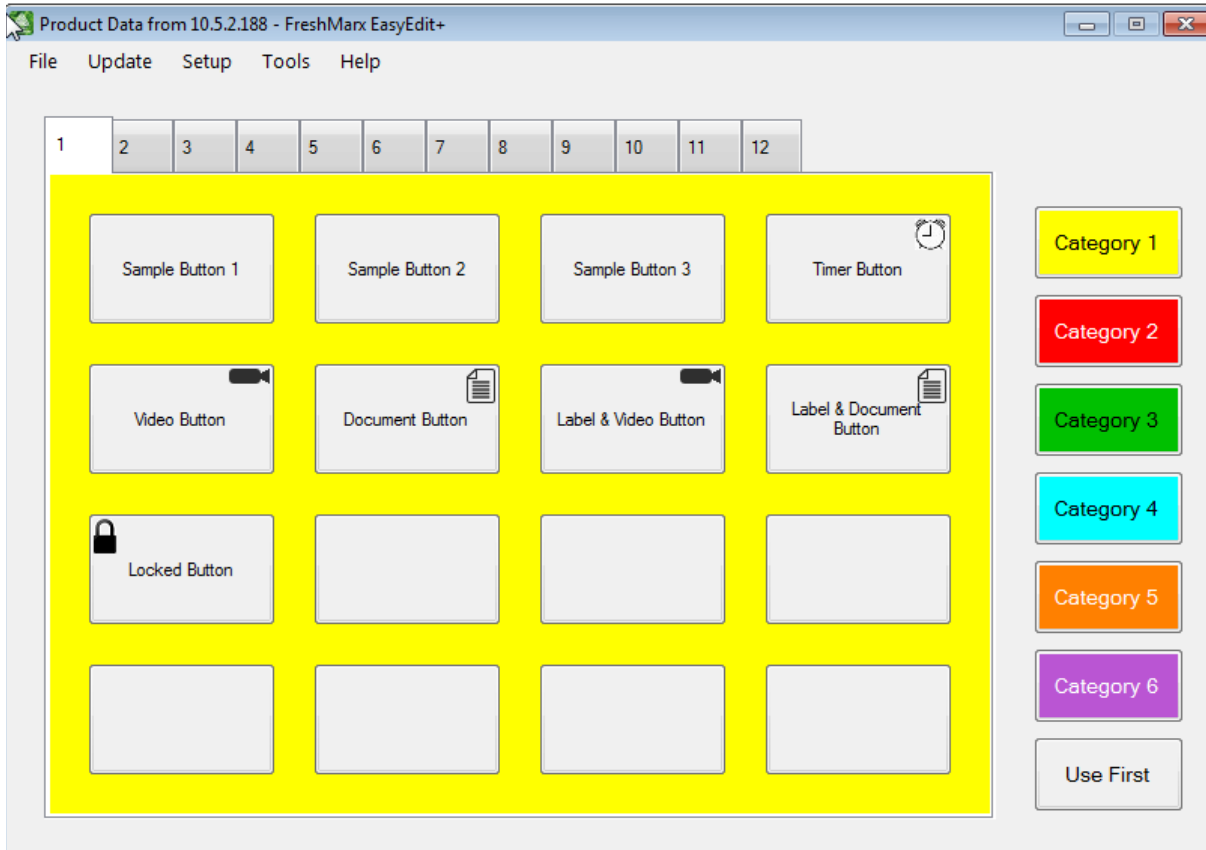 Product Data from 10.5.2.188 - FreshMarx EasyEdit+
File Update Setup Tools Help
1 2 3 4 5 6 7 8 9 10 11 12
Sample Button 1
Sample Button 2
Sample Button 3
Timer Button
Video Button
Document Button
Label & Video Button
Label & Document
Button
Locked Button
Category 1
Category 2
Category 3
Category 4
Category 5
Category 6
Use First